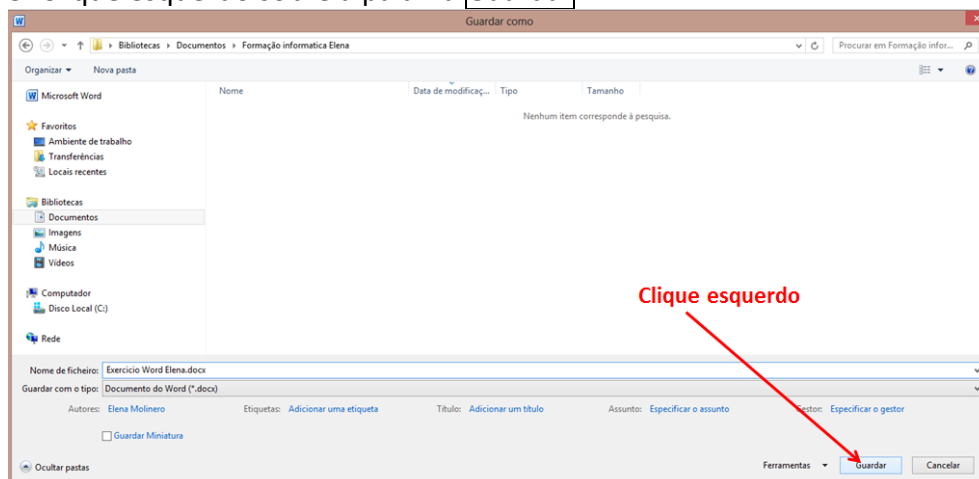 Guardar como
Bibliotecas Documentos Formação informatica Elena
Procurar em Formação infor...
Organizar Nova pasta
Microsoft Word
Favoritos
Ambiente de trabalho
Transferências
Locais recentes
Bibliotecas
Documentos
Imagens
Música
Vídeos
Computador
Disco Local (C:)
Rede
Nome Data de modificaç... Tipo Tamanho
Nenhum item corresponde à pesquisa.
Clique esquerdo
Nome de ficheiro: Exercicio Word Elena.docx
Guardar com o tipo: Documento do Word (*.docx)
Autores: Elena Molinero Etiquetas: Adicionar uma etiqueta Título: Adicionar um título Assunto: Especificar o assunto Gestor: Especificar o gestor
Guardar Miniatura
Ocultar pastas
Ferramentas Guardar Cancelar